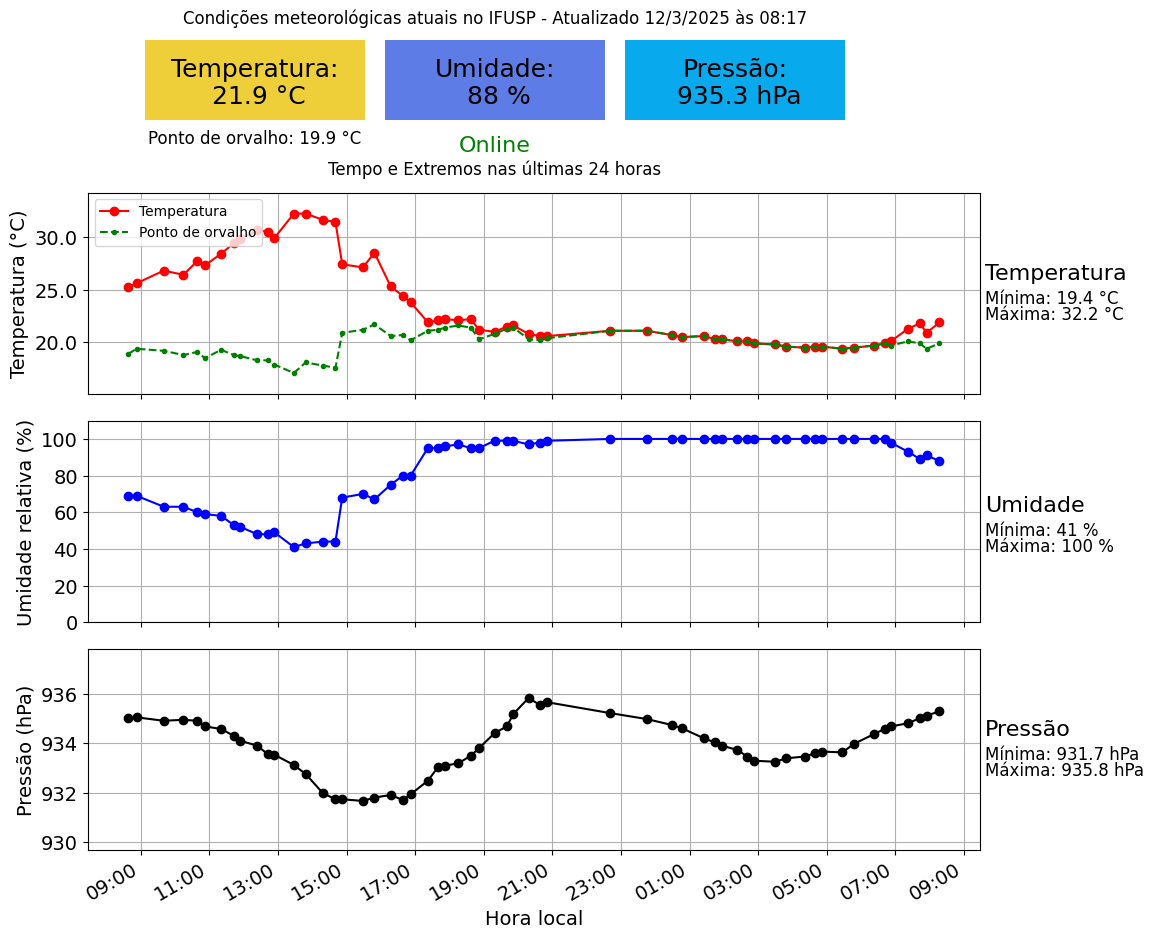 Condições meteorológicas atuais no IFUSP - Atualizado 12/3/2025 às 08:17
Temperatura:
21.9 °C
Umidade:
88 %
Pressão:
935.3 hPa
Ponto de orvalho: 19.9 °C
Online
Tempo e Extremos nas últimas 24 horas
Temperatura (°C)
30.0
25.0
20.0
Temperatura
Ponto de orvalho
Temperatura
Mínima: 19.4 °C
Máxima: 32.2 °C
Umidade relativa (%)
100
80
60
40
20
0
Umidade
Mínima: 41 %
Máxima: 100 %
Pressão (hPa)
936
934
932
930
Pressão
Mínima: 931.7 hPa
Máxima: 935.8 hPa
09:00
11:00
13:00
15:00
17:00
19:00
21:00
23:00
01:00
03:00
05:00
07:00
09:00
Hora local